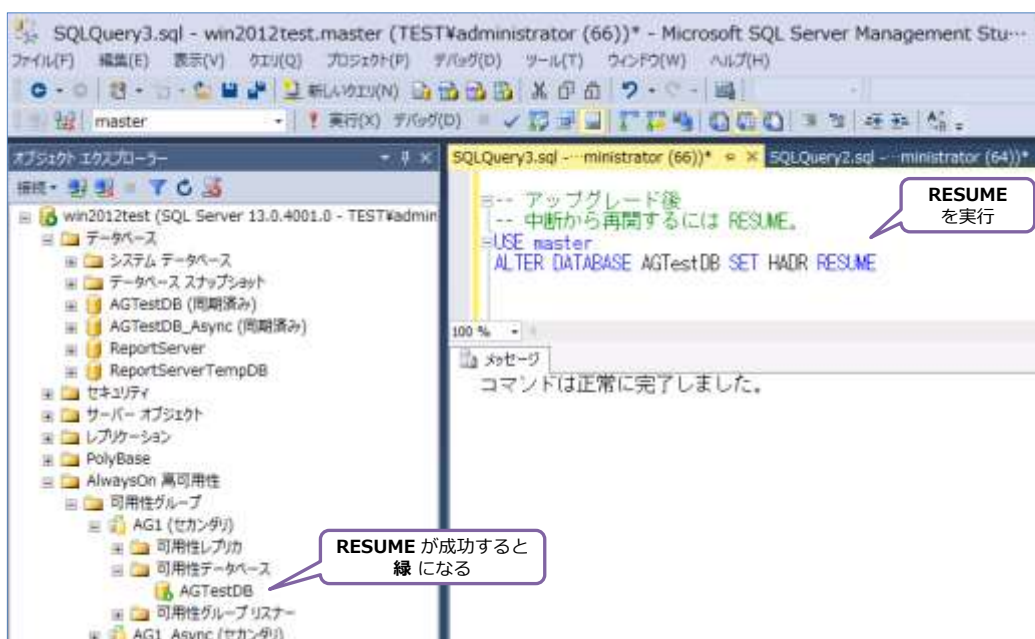 SQLQuery3.sql - win2012test.master (TEST¥administrator (66))* - Microsoft SQL Server Management Stu…
ファイル(F) 編集(E) 表示(V) クエリ(Q) プロジェクト(P) デバッグ(D) ツール(T) ウィンドウ(W) ヘルプ(H)
新しいクエリ(N)
master 実行(X) デバッグ(D)
オブジェクト エクスプローラー
接続
win2012test (SQL Server 13.0.4001.0 - TEST¥admin
データベース
システム データベース
データベース スナップショット
AGTestDB (同期済み)
AGTestDB_Async (同期済み)
ReportServer
ReportServerTempDB
セキュリティ
サーバー オブジェクト
レプリケーション
PolyBase
AlwaysOn 高可用性
可用性グループ
AG1 (セカンダリ)
可用性レプリカ
可用性データベース
AGTestDB
可用性グループ リスナー
AG1_Async (セカンダリ)
RESUME が成功すると
緑 になる
SQLQuery3.sql -…ministrator (66))* SQLQuery2.sql -…ministrator (64))*
-- アップグレード後
-- 中断から再開するには RESUME。
USE master
ALTER DATABASE AGTestDB SET HADR RESUME
RESUME
を実行
100 %
メッセージ
コマンドは正常に完了しました。